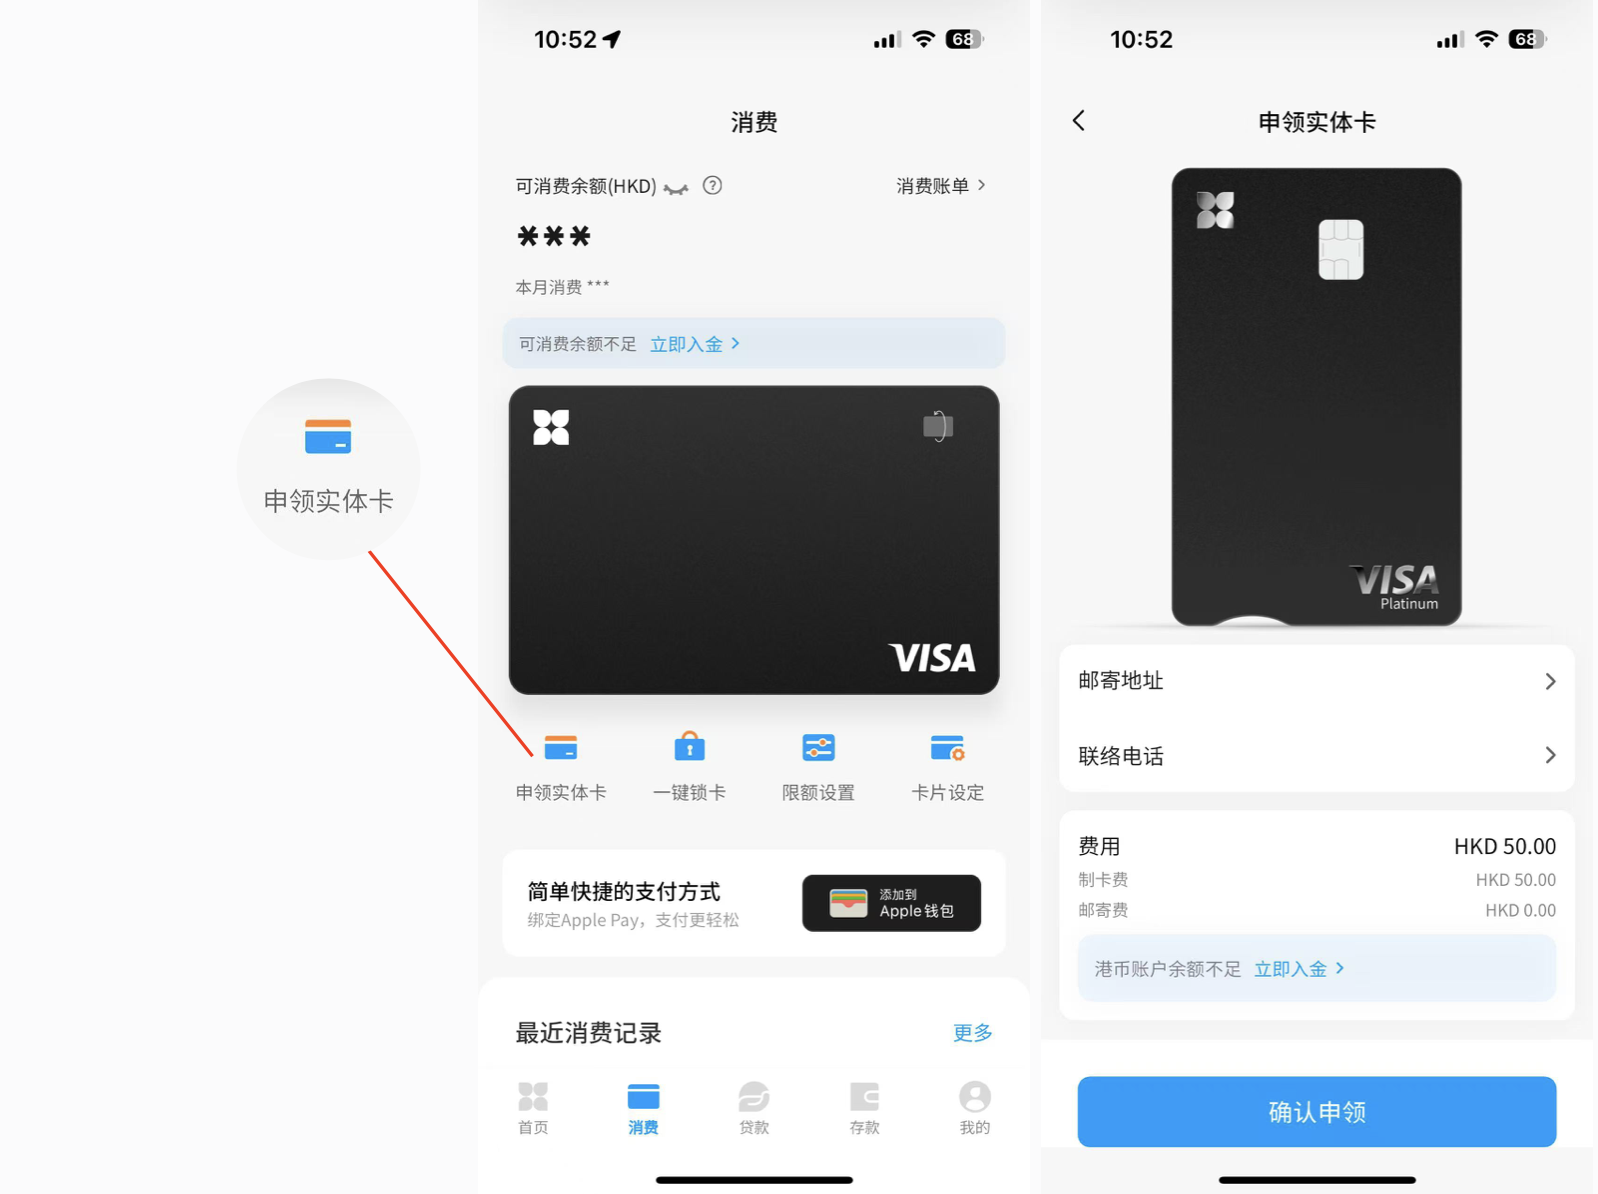 申领实体卡
10:52
68
消费
可消费余额(HKD)
消费账单
***
本月消费 ***
可消费余额不足 立即入金
VISA
申领实体卡
一键锁卡
限额设置
卡片设定
简单快捷的支付方式
绑定Apple Pay，支付更轻松
添加到
Apple 钱包
最近消费记录
更多
首页
消费
贷款
存款
我的
10:52
68
申领实体卡
VISA
Platinum
邮寄地址
联络电话
费用 HKD 50.00
制卡费 HKD 50.00
邮寄费 HKD 0.00
港币账户余额不足 立即入金
确认申领